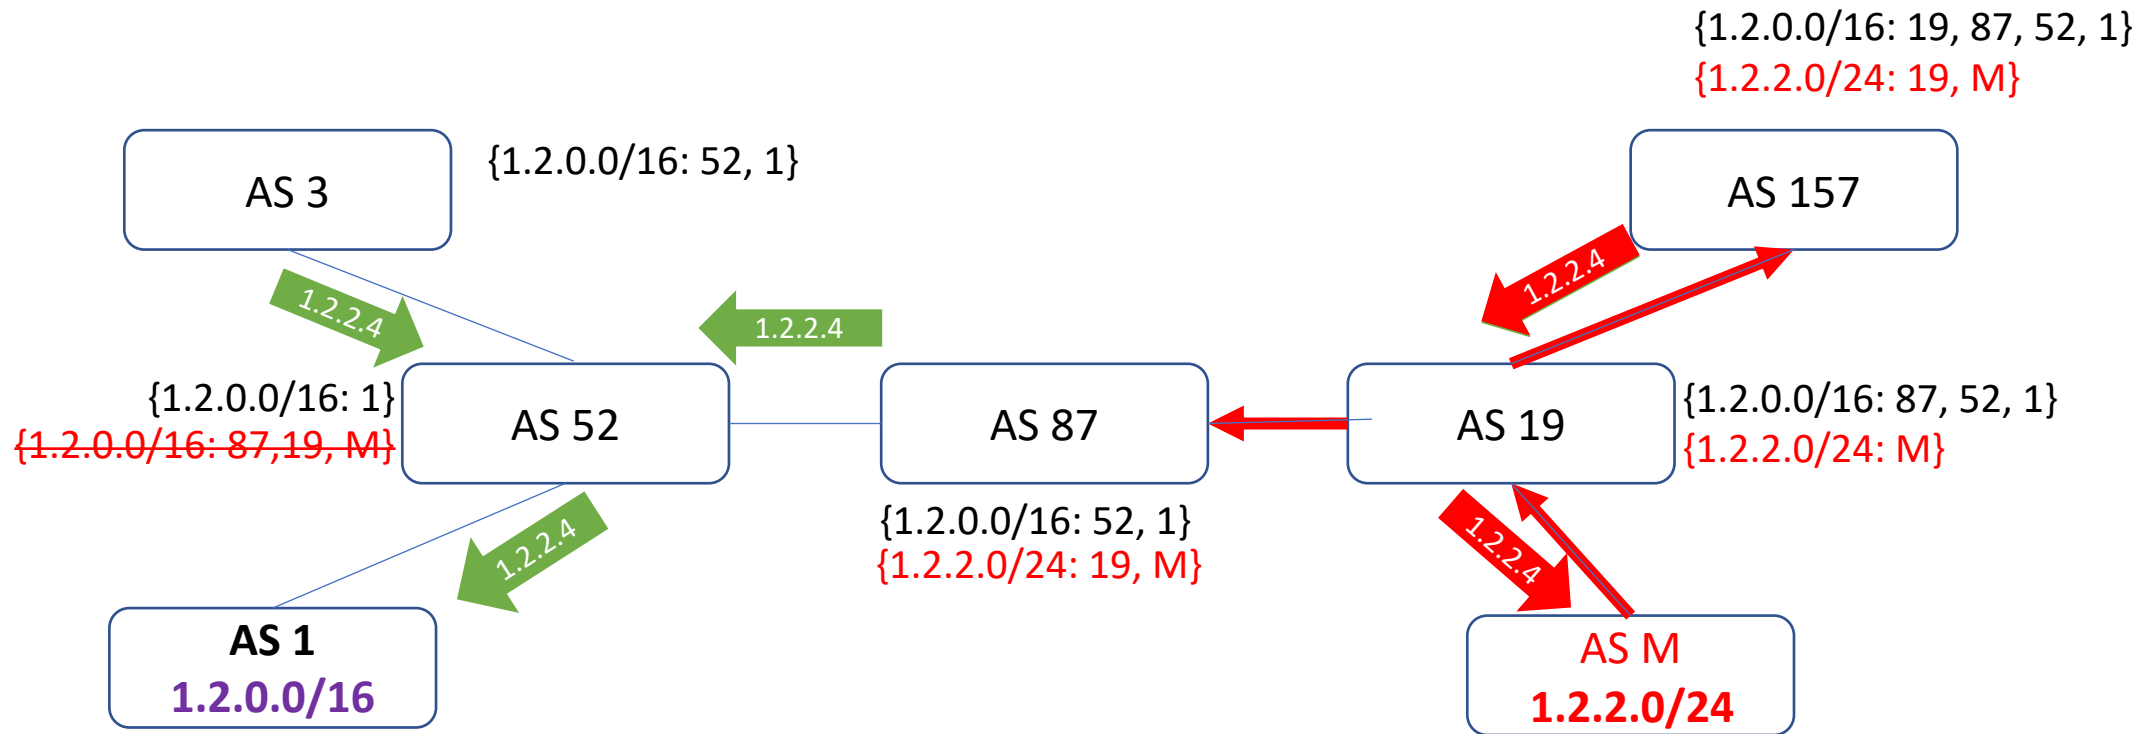 {1.2.0.0/16: 19, 87, 52, 1}
{1.2.2.0/24: 19, M}
AS 3
{1.2.0.0/16: 52, 1}
AS 157
1.2.2.4
1.2.2.4
1.2.2.4
{1.2.0.0/16: 1}
{1.2.0.0/16: 87,19, M}
AS 52
AS 87
AS 19
{1.2.0.0/16: 87, 52, 1}
{1.2.2.0/24: M}
1.2.2.4
{1.2.0.0/16: 52, 1}
{1.2.2.0/24: 19, M}
1.2.2.4
AS 1
1.2.0.0/16
AS M
1.2.2.0/24